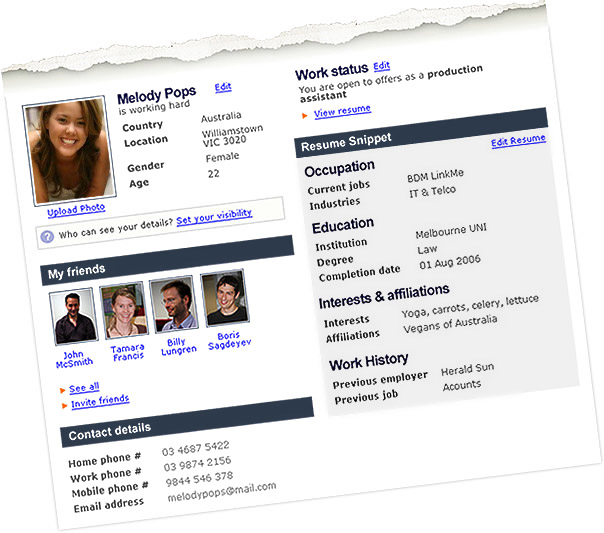 Melody Pops Edit
is working hard
Country Australia
Location Williamstown
VIC 3020
Gender Female
Age 22
Upload Photo
? Who can see your details? Set your visibility
My friends
John McSmith
Tamara Francis
Billy Lungren
Boris Sagdeyev
See all
Invite friends
Contact details
Home phone # 03 4687 5422
Work phone # 03 9874 2156
Mobile phone # 9844 546 378
Email address melodypops@mail.com
Work status Edit
You are open to offers as a production
assistant
View resume
Resume Snippet
Edit Resume
Occupation
Current jobs BDM LinkMe
Industries IT & Telco
Education
Institution Melbourne UNI
Degree Law
Completion date 01 Aug 2006
Interests & affiliations
Interests Yoga, carrots, celery, lettuce
Affiliations Vegans of Australia
Work History
Previous employer Herald Sun
Previous job Acounts